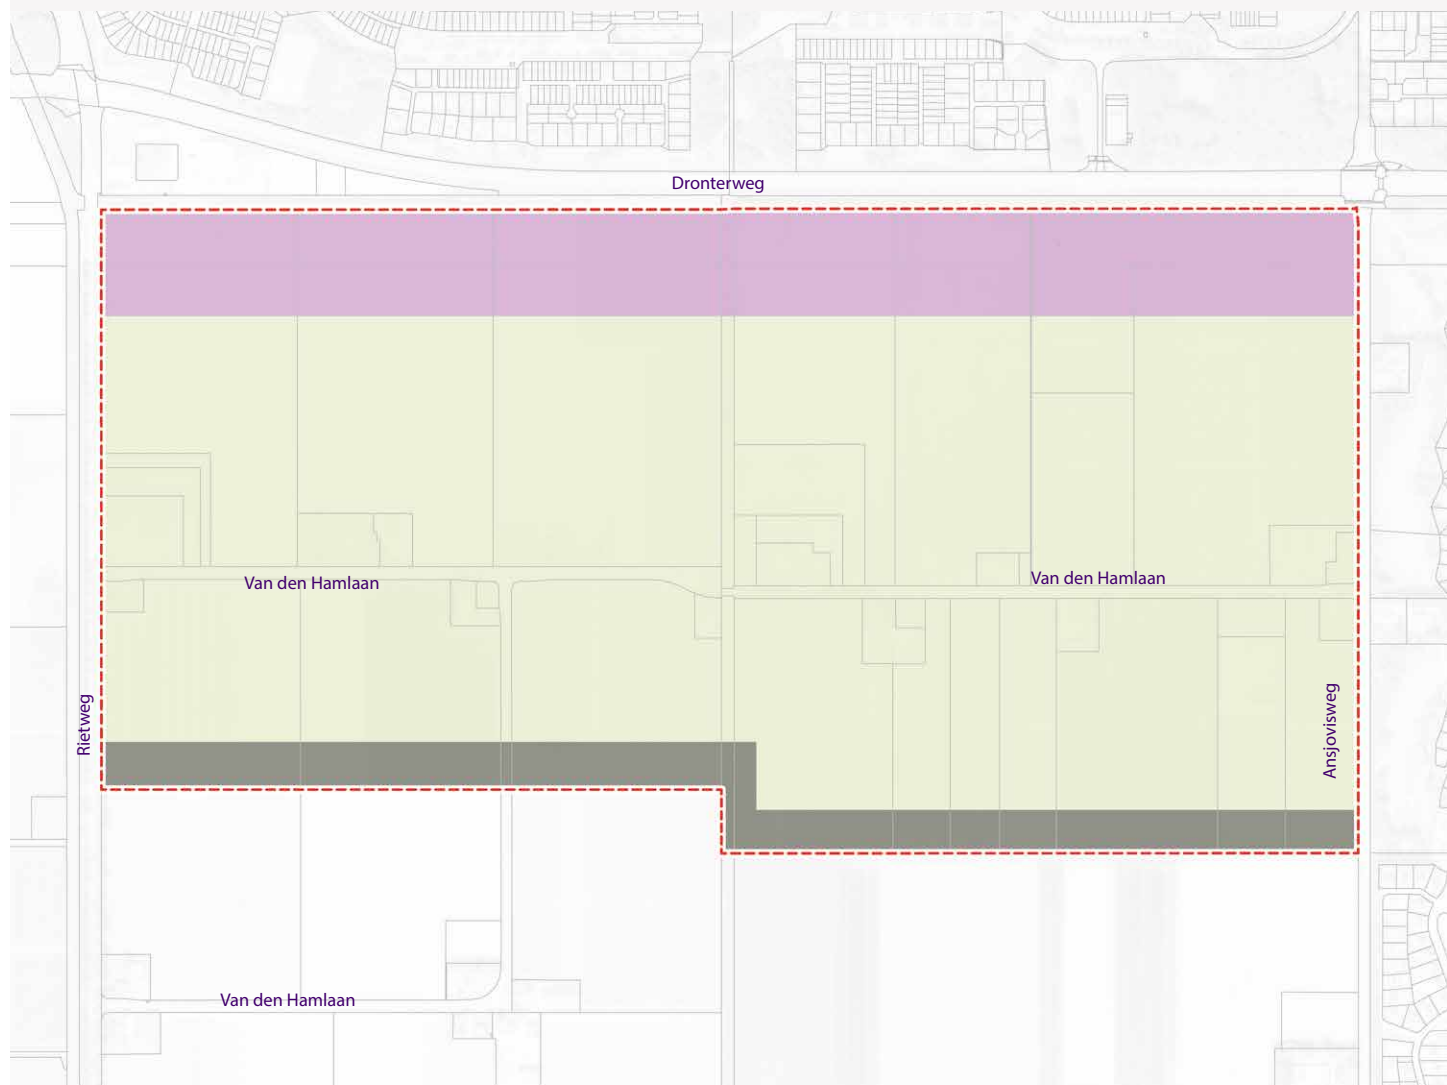 Dronterweg
Van den Hamlaan
Van den Hamlaan
Rietweg
Ansjovisweg
Van den Hamlaan